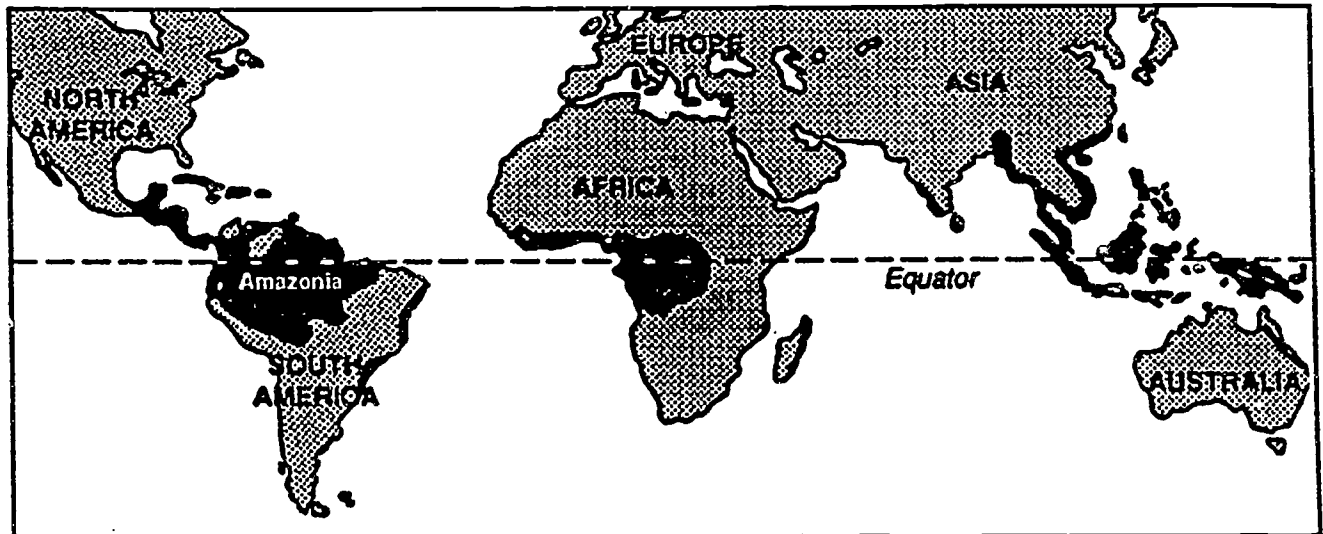 NORTH
AMERICA
EUROPE
ASIA
AFRICA
Amazonia
Equator
SOUTH
AMERICA
AUSTRALIA